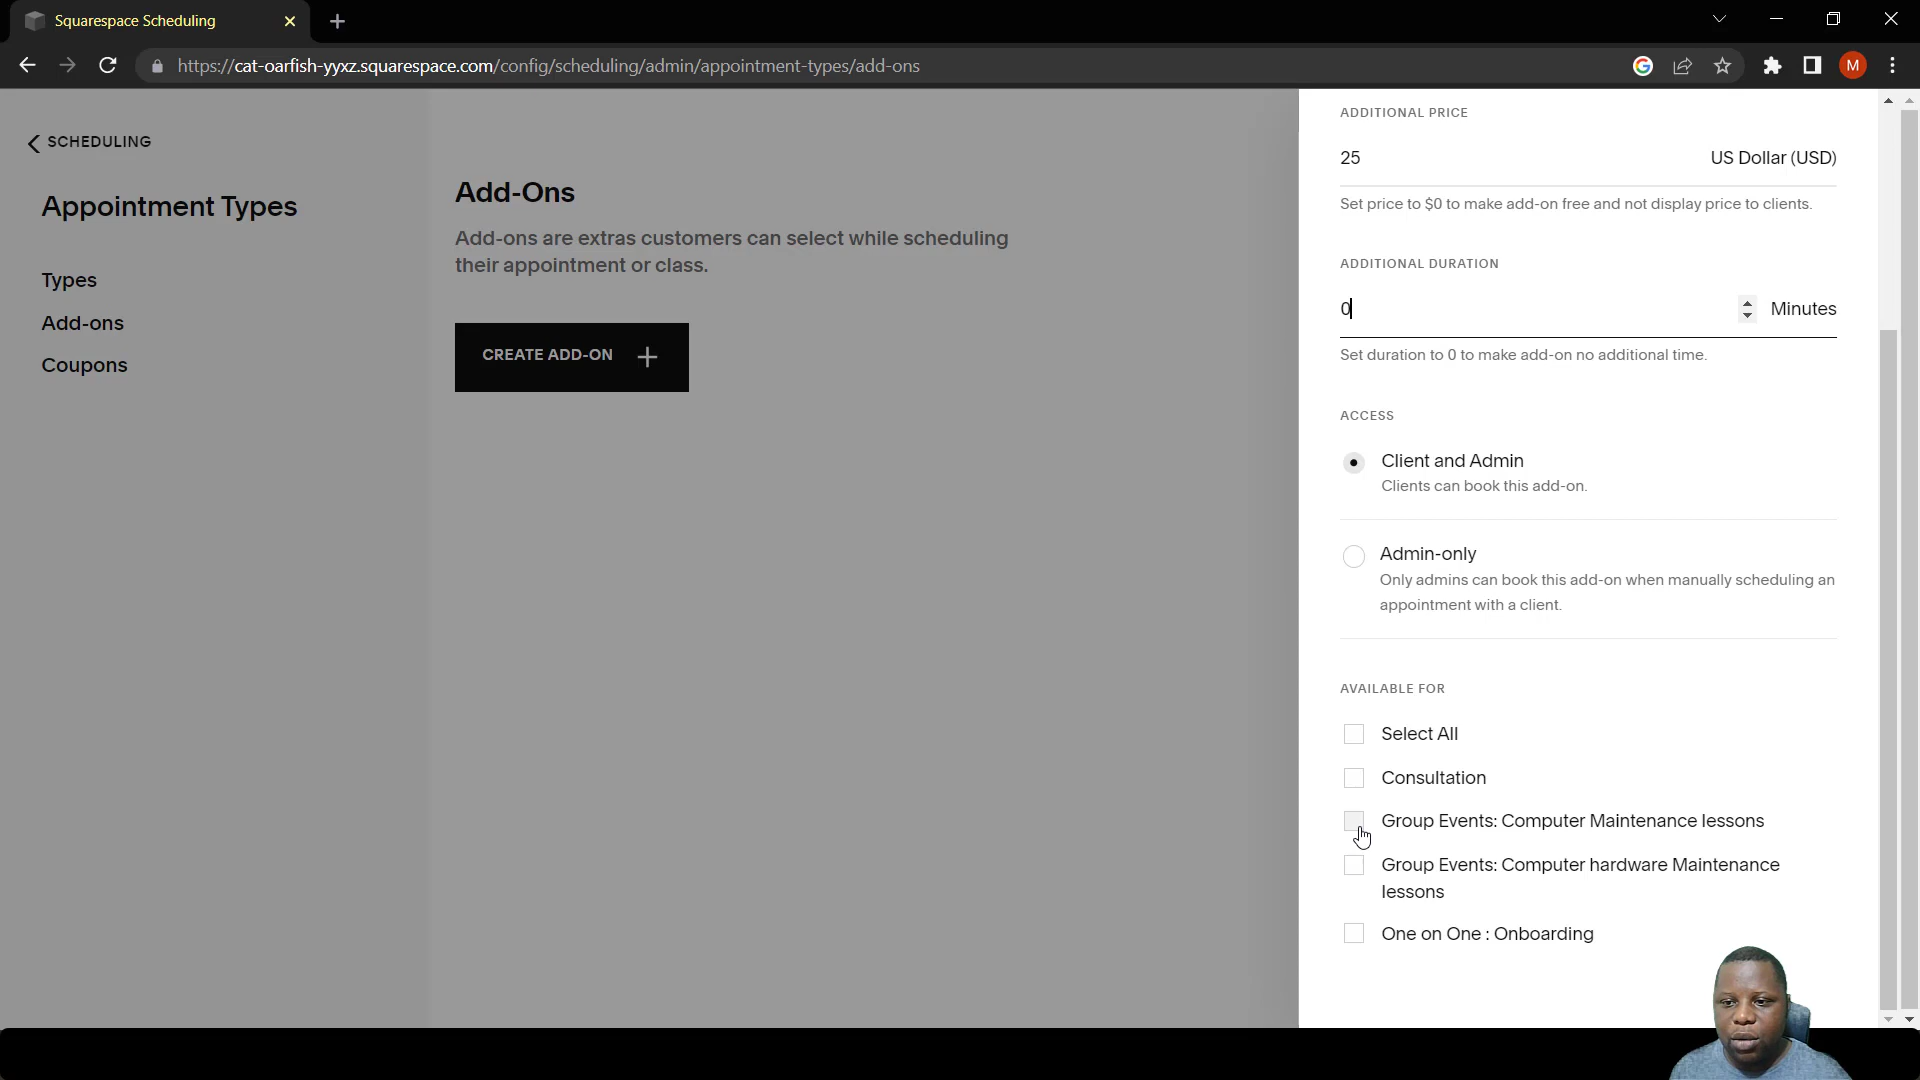 Squarespace Scheduling
https://cat-oarfish-yyxz.squarespace.com/config/scheduling/admin/appointment-types/add-ons
M
SCHEDULING
Appointment Types
Types
Add-ons
Coupons
Add-Ons
Add-ons are extras customers can select while scheduling
their appointment or class.
CREATE ADD-ON
ADDITIONAL PRICE
25 US Dollar (USD)
Set price to $0 to make add-on free and not display price to clients.
ADDITIONAL DURATION
0 Minutes
Set duration to 0 to make add-on no additional time.
ACCESS
Client and Admin
Clients can book this add-on.
Admin-only
Only admins can book this add-on when manually scheduling an
appointment with a client.
AVAILABLE FOR
Select All
Consultation
Group Events: Computer Maintenance lessons
Group Events: Computer hardware Maintenance
lessons
One on One : Onboarding